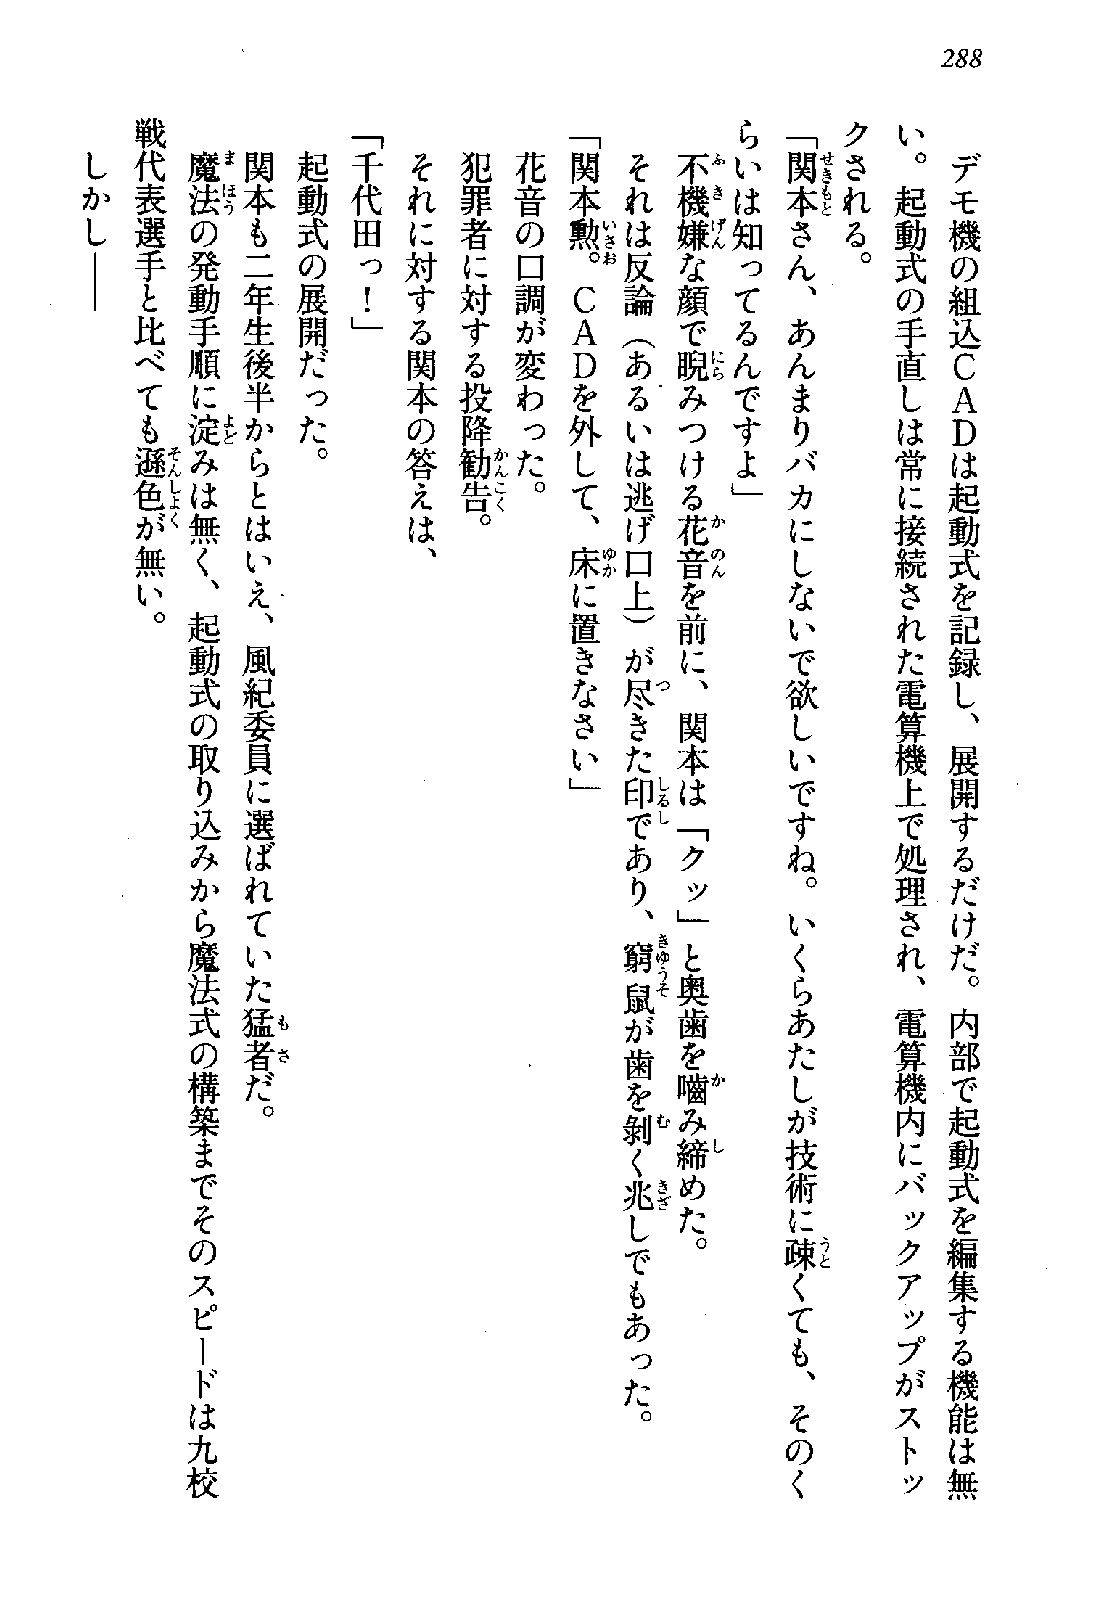 288
デモ機の組込ＣＡＤは起動式を記録し、展開するだけだ。内部で起動式を編集する機能は無
い。起動式の手直しは常に接続された電算機上で処理され、電算機内にバックアップがストッ
クされる。
「関本さん、あんまりバカにしないで欲しいですね。いくらあたしが技術に疎くても、そのく
らいは知ってるんですよ」
不機嫌な顔で睨みつける花音を前に、関本は「クッ」と奥歯を嚙み締めた。
それは反論（あるいは逃げ口上）が尽きた印であり、窮鼠が歯を剝く兆しでもあった。
「関本勲。ＣＡＤを外して、床に置きなさい」
花音の口調が変わった。
犯罪者に対する投降勧告。
それに対する関本の答えは、
「千代田っ！」
起動式の展開だった。
関本も二年生後半からとはいえ、風紀委員に選ばれていた猛者だ。
魔法の発動手順に淀みは無く、起動式の取り込みから魔法式の構築までそのスピードは九校
戦代表選手と比べても遜色が無い。
しかし――